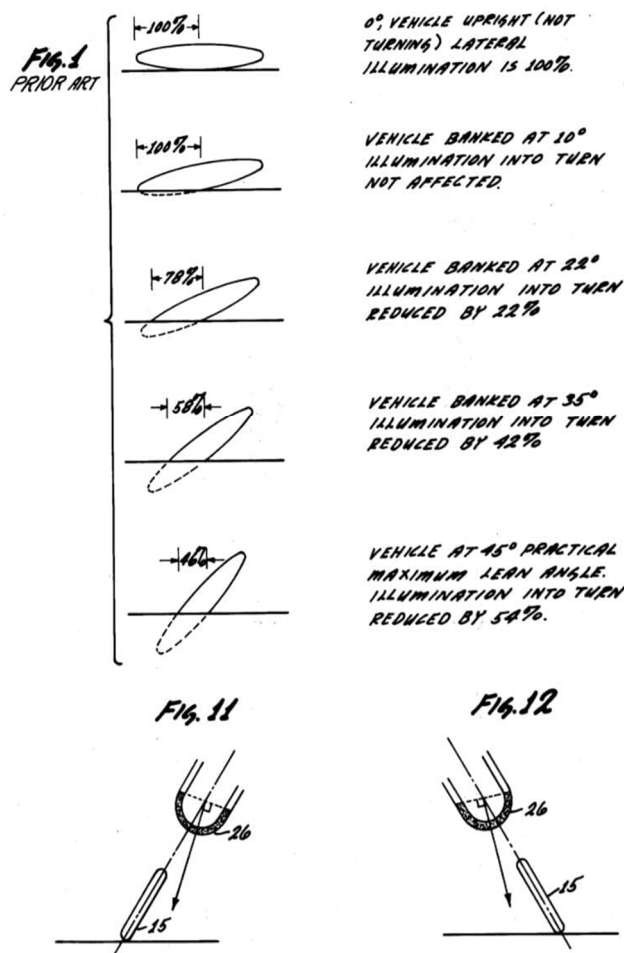 FIG. 1
PRIOR ART
100%
0°, VEHICLE UPRIGHT (NOT
TURNING) LATERAL
ILLUMINATION IS 100%.
100%
VEHICLE BANKED AT 10°
ILLUMINATION INTO TURN
NOT AFFECTED.
78%
VEHICLE BANKED AT 22°
ILLUMINATION INTO TURN
REDUCED BY 22%
58%
VEHICLE BANKED AT 35°
ILLUMINATION INTO TURN
REDUCED BY 42%
46%
VEHICLE AT 45° PRACTICAL
MAXIMUM LEAN ANGLE.
ILLUMINATION INTO TURN
REDUCED BY 54%.
FIG. 11
26
15
FIG. 12
26
15